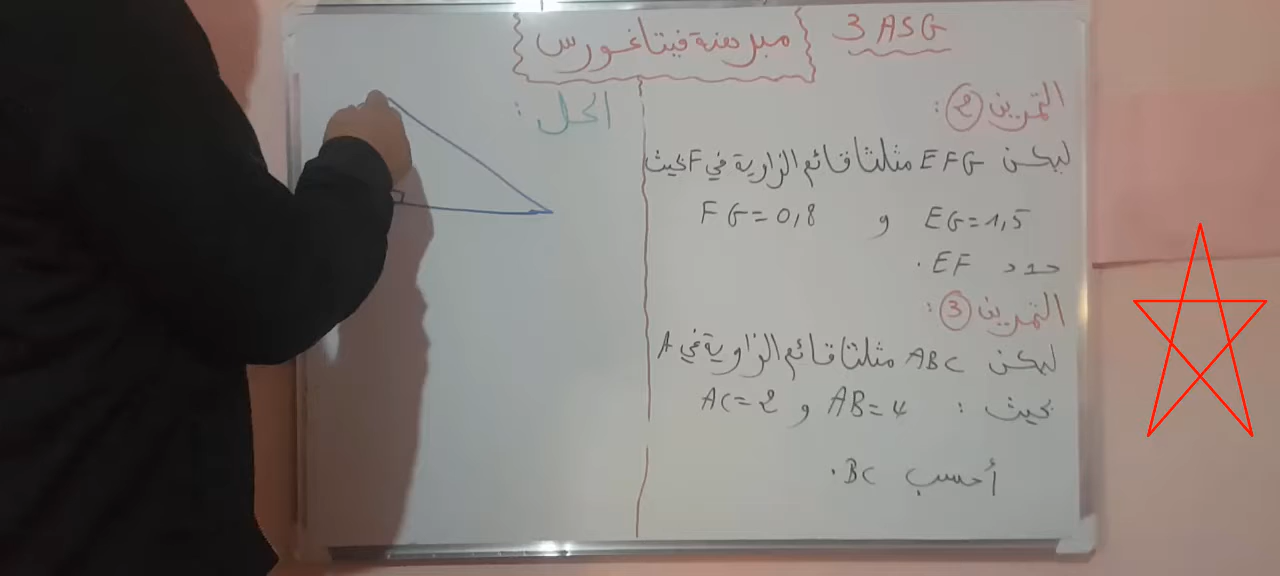 3 ASG
مبرهنة فيتاغورس
التمرين 2 :
ليكن EFG مثلثا قائم الزاوية في F بحيث
EG=1,5 و FG=0,8
حدد EF .
التمرين 3 :
ليكن ABC مثلثا قائم الزاوية في A
بحيث : AB=4 و AC=2
أحسب BC .
الحل :